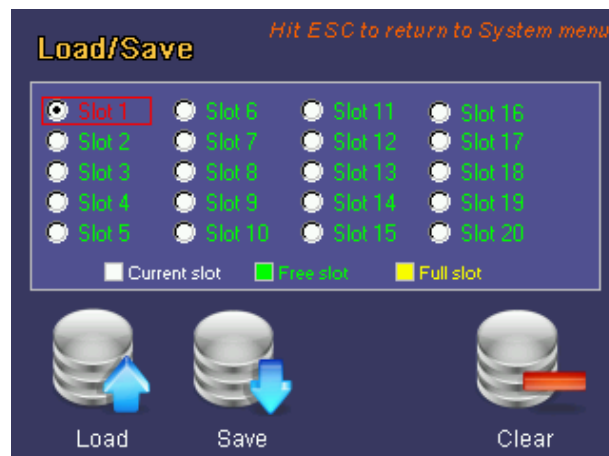 Hit ESC to return to System menu
Load/Save
Slot 1 Slot 6 Slot 11 Slot 16
Slot 2 Slot 7 Slot 12 Slot 17
Slot 3 Slot 8 Slot 13 Slot 18
Slot 4 Slot 9 Slot 14 Slot 19
Slot 5 Slot 10 Slot 15 Slot 20
Current slot Free slot Full slot
Load Save Clear